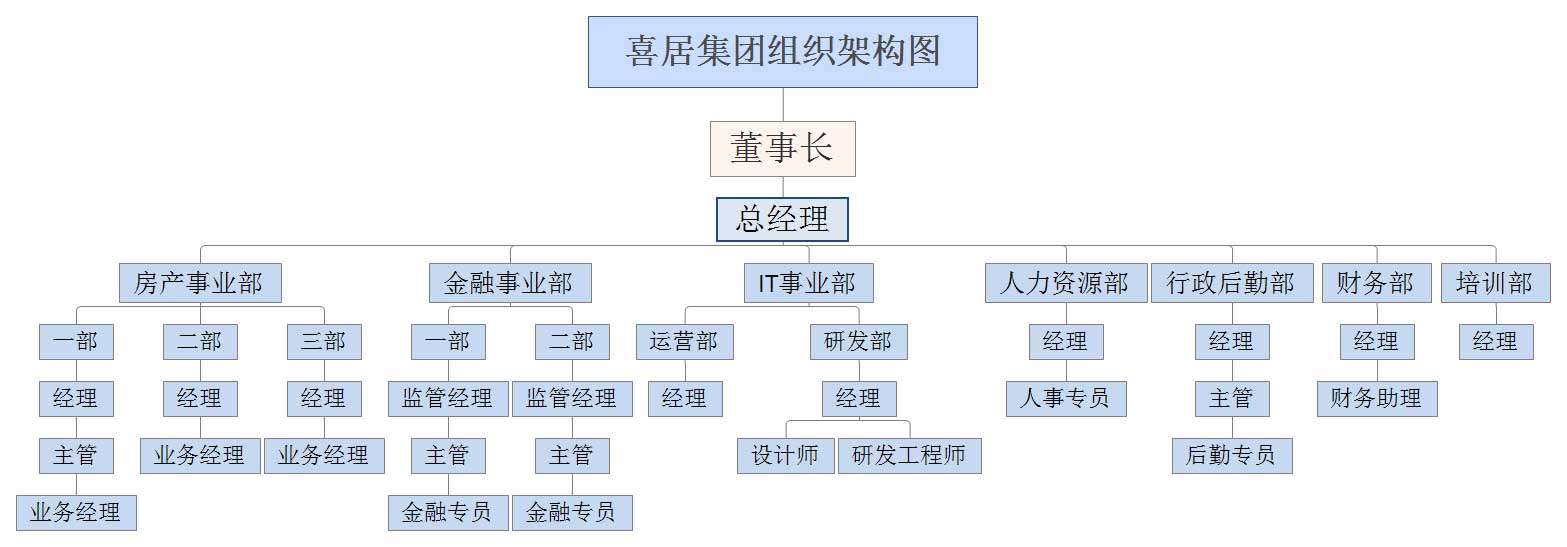 喜居集团组织架构图
董事长
总经理
房产事业部
金融事业部
IT事业部
人力资源部
行政后勤部
财务部
培训部
一部
二部
三部
一部
二部
运营部
研发部
经理
经理
经理
经理
经理
经理
经理
监管经理
监管经理
经理
经理
人事专员
主管
财务助理
主管
业务经理
业务经理
主管
主管
设计师
研发工程师
后勤专员
业务经理
金融专员
金融专员